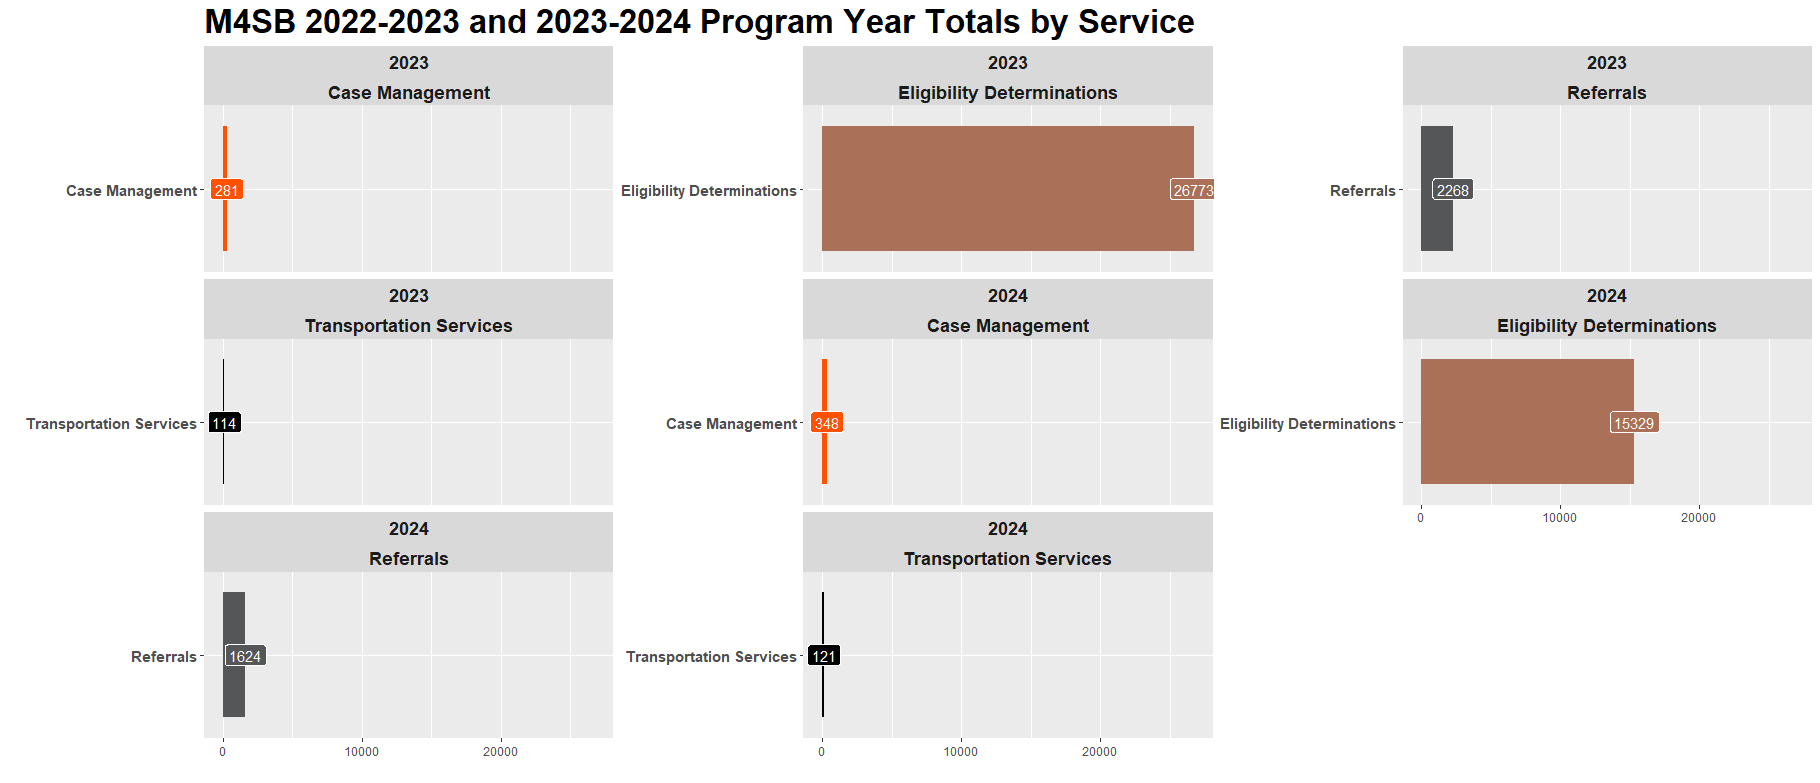 M4SB 2022-2023 and 2023-2024 Program Year Totals by Service
2023
Case Management
Case Management
281
2023
Eligibility Determinations
Eligibility Determinations
26773
2023
Referrals
Referrals
2268
2023
Transportation Services
Transportation Services
114
2024
Case Management
Case Management
348
2024
Eligibility Determinations
Eligibility Determinations
15329
0 10000 20000
2024
Referrals
Referrals
1624
0 10000 20000
2024
Transportation Services
Transportation Services
121
0 10000 20000